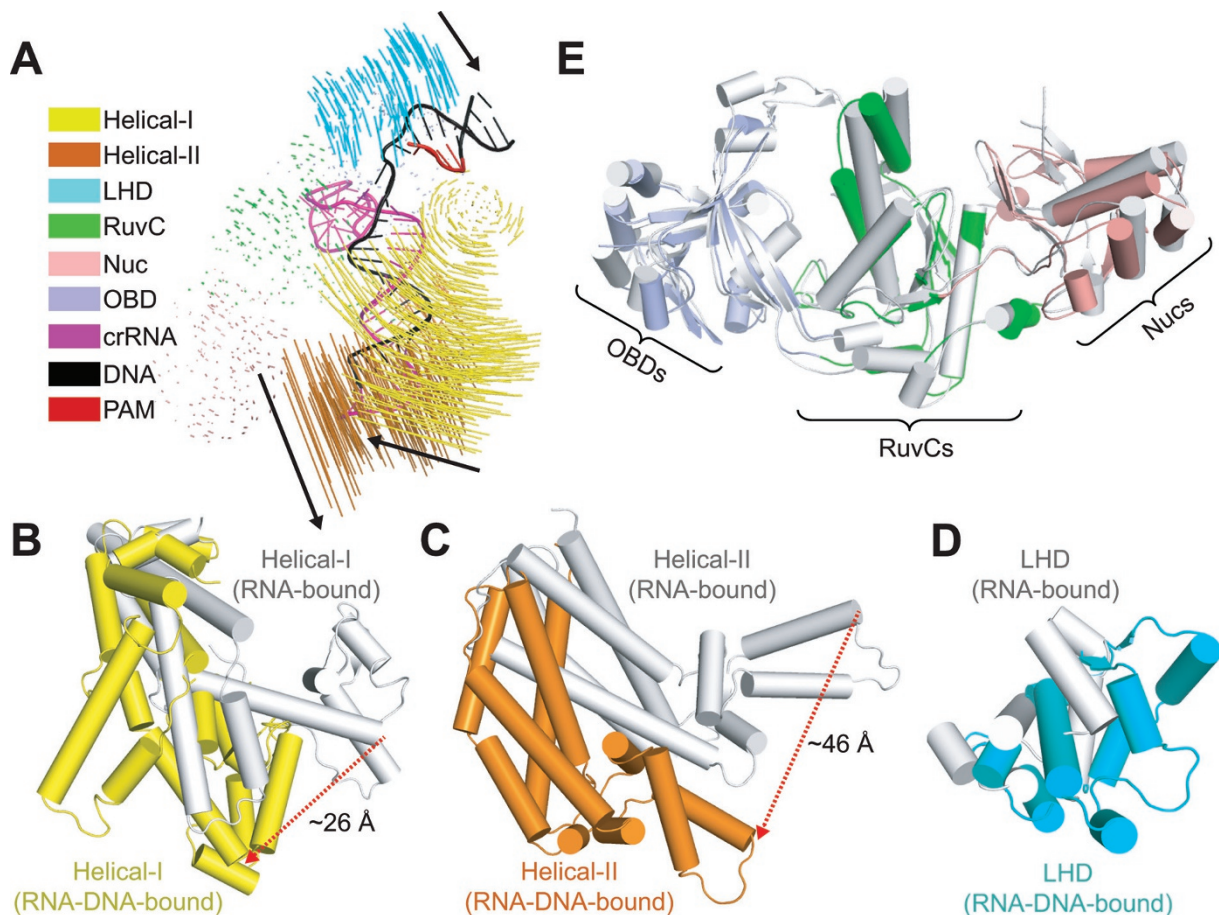 A
Helical-I
Helical-II
LHD
RuvC
Nuc
OBD
crRNA
DNA
PAM
E
OBDs
RuvCs
Nucs
B
Helical-I
(RNA-bound)
~26 Å
Helical-I
(RNA-DNA-bound)
C
Helical-II
(RNA-bound)
~46 Å
Helical-II
(RNA-DNA-bound)
D
LHD
(RNA-bound)
LHD
(RNA-DNA-bound)